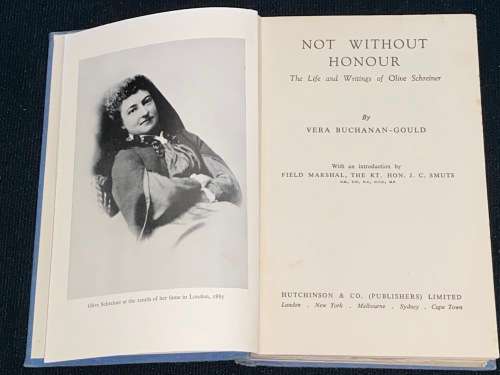 Olive Schreiner at the zenith of her fame in London, 1889
NOT WITHOUT
HONOUR
The Life and Writings of Olive Schreiner
By
VERA BUCHANAN-GOULD
With an introduction by
FIELD MARSHAL, THE RT. HON. J. C. SMUTS
HUTCHINSON & CO. (PUBLISHERS) LIMITED
London . New York . Melbourne . Sydney . Cape Town